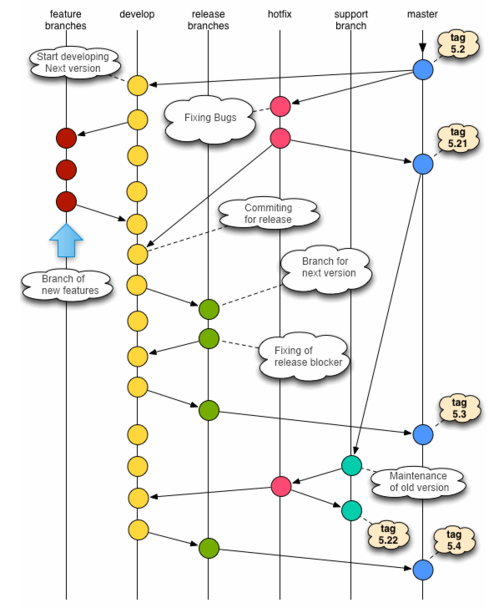 feature
branches
develop
release
branches
hotfix
support
branch
master
tag
5.2
Start developing
Next version
Fixing Bugs
tag
5.21
Commiting
for release
Branch for
next version
Branch of
new features
Fixing of
release blocker
tag
5.3
Maintenance
of old version
tag
5.22
tag
5.4